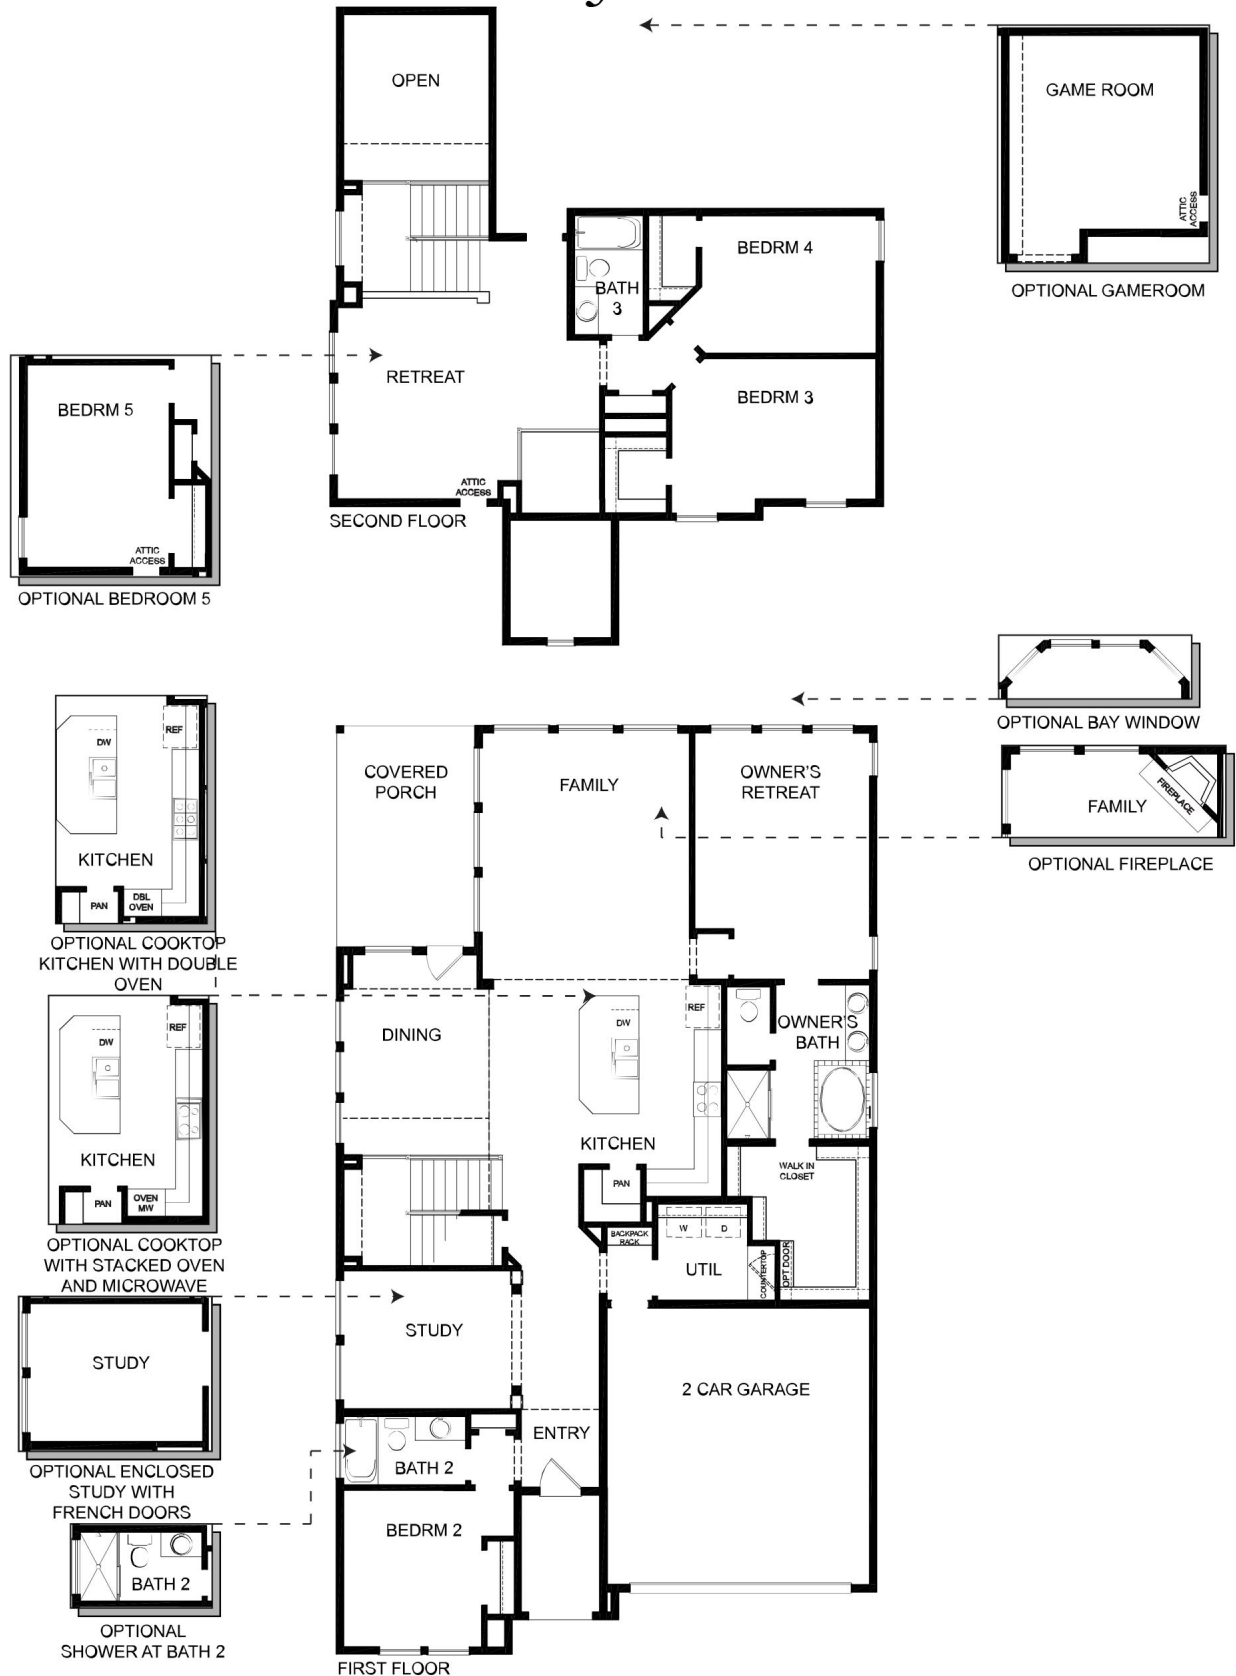 OPEN
GAME ROOM
ATTIC
ACCESS
OPTIONAL GAMEROOM
BEDRM 4
BATH
3
RETREAT
BEDRM 3
BEDRM 5
ATTIC
ACCESS
SECOND FLOOR
ATTIC
ACCESS
OPTIONAL BEDROOM 5
OPTIONAL BAY WINDOW
FAMILY
FIREPLACE
OPTIONAL FIREPLACE
REF
DW
KITCHEN
PAN
DBL
OVEN
OPTIONAL COOKTOP
KITCHEN WITH DOUBLE
OVEN
COVERED
PORCH
FAMILY
OWNER'S
RETREAT
REF
DW
KITCHEN
PAN
OVEN
MW
OPTIONAL COOKTOP
WITH STACKED OVEN
AND MICROWAVE
DINING
REF
DW
KITCHEN
PAN
OWNER'S
BATH
WALK IN
CLOSET
BACKPACK
RACK
W
D
UTIL
COUNTERTOP
OPT DOOR
STUDY
2 CAR GARAGE
STUDY
OPTIONAL ENCLOSED
STUDY WITH
FRENCH DOORS
ENTRY
BATH 2
BEDRM 2
BATH 2
OPTIONAL
SHOWER AT BATH 2
FIRST FLOOR